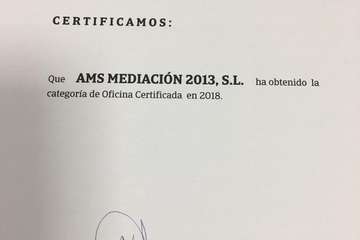 CERTIFICAMOS:
Que AMS MEDIACIÓN 2013, S.L. ha obtenido la
categoría de Oficina Certificada en 2018.